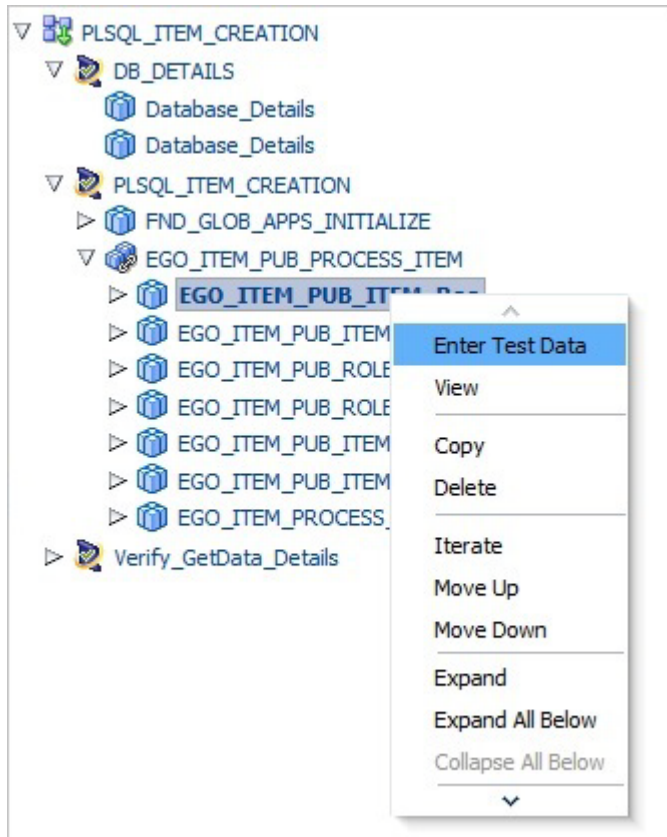 PLSQL_ITEM_CREATION
DB_DETAILS
Database_Details
Database_Details
PLSQL_ITEM_CREATION
FND_GLOB_APPS_INITIALIZE
EGO_ITEM_PUB_PROCESS_ITEM
EGO_ITEM_PUB_ITEM_Rec
EGO_ITEM_PUB_ITEM
EGO_ITEM_PUB_ROLE
EGO_ITEM_PUB_ROLE
EGO_ITEM_PUB_ITEM
EGO_ITEM_PUB_ITEM
EGO_ITEM_PROCESS_
Verify_GetData_Details
Enter Test Data
View
Copy
Delete
Iterate
Move Up
Move Down
Expand
Expand All Below
Collapse All Below